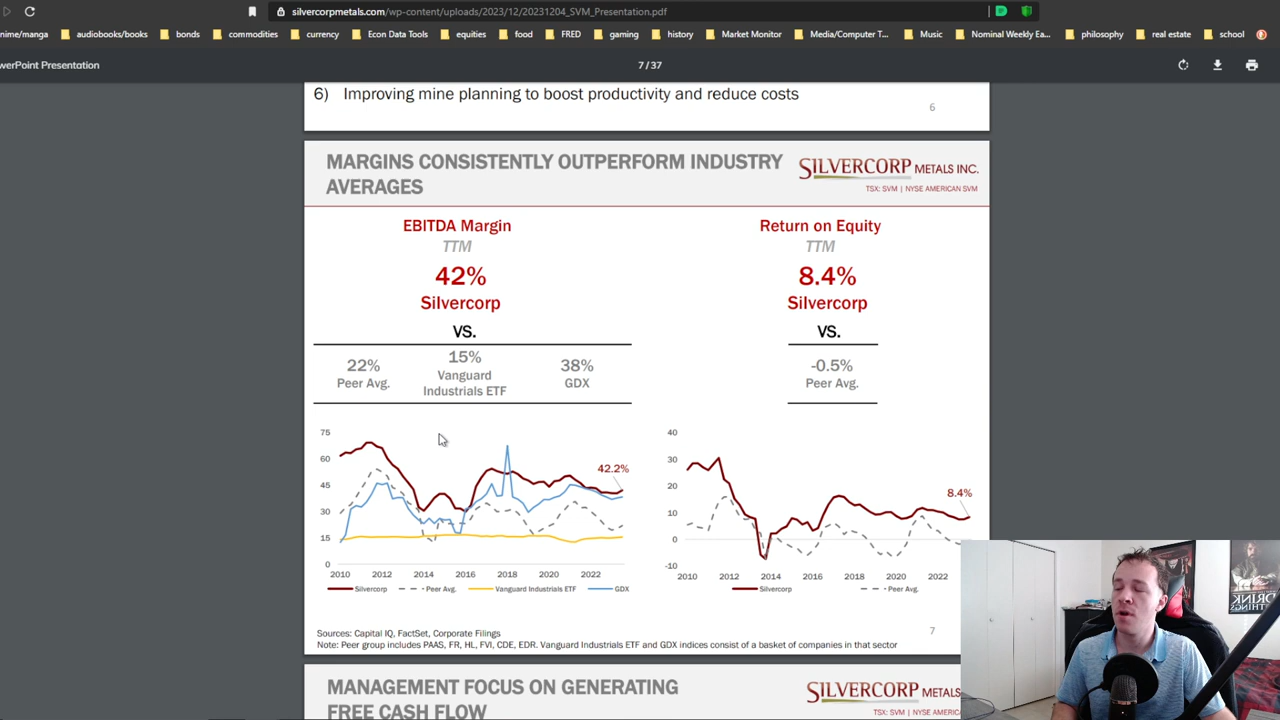 silvercorpmetals.com/wp-content/uploads/2023/12/20231204_SVM_Presentation.pdf
nime/manga audiobooks/books bonds commodities currency Econ Data Tools equities food FRED gaming history Market Monitor Media/Computer T... Music Nominal Weekly Ea... philosophy real estate school
werPoint Presentation
7 / 37
6) Improving mine planning to boost productivity and reduce costs
6
MARGINS CONSISTENTLY OUTPERFORM INDUSTRY
AVERAGES
SILVERCORP METALS INC.
TSX: SVM | NYSE AMERICAN SVM
EBITDA Margin
TTM
42%
Silvercorp
VS.
22%
Peer Avg.
15%
Vanguard
Industrials ETF
38%
GDX
Return on Equity
TTM
8.4%
Silvercorp
VS.
-0.5%
Peer Avg.
75
60
45
30
15
0
42.2%
2010 2012 2014 2016 2018 2020 2022
Silvercorp Peer Avg. Vanguard Industrials ETF GDX
40
30
20
10
0
-10
8.4%
2010 2012 2014 2016 2018 2020 2022
Silvercorp Peer Avg.
Sources: Capital IQ, FactSet, Corporate Filings
Note: Peer group includes PAAS, FR, HL, FVI, CDE, EDR. Vanguard Industrials ETF and GDX indices consist of a basket of companies in that sector
7
MANAGEMENT FOCUS ON GENERATING
FREE CASH FLOW
SILVERCORP METALS
TSX: SVM | NYSE AM